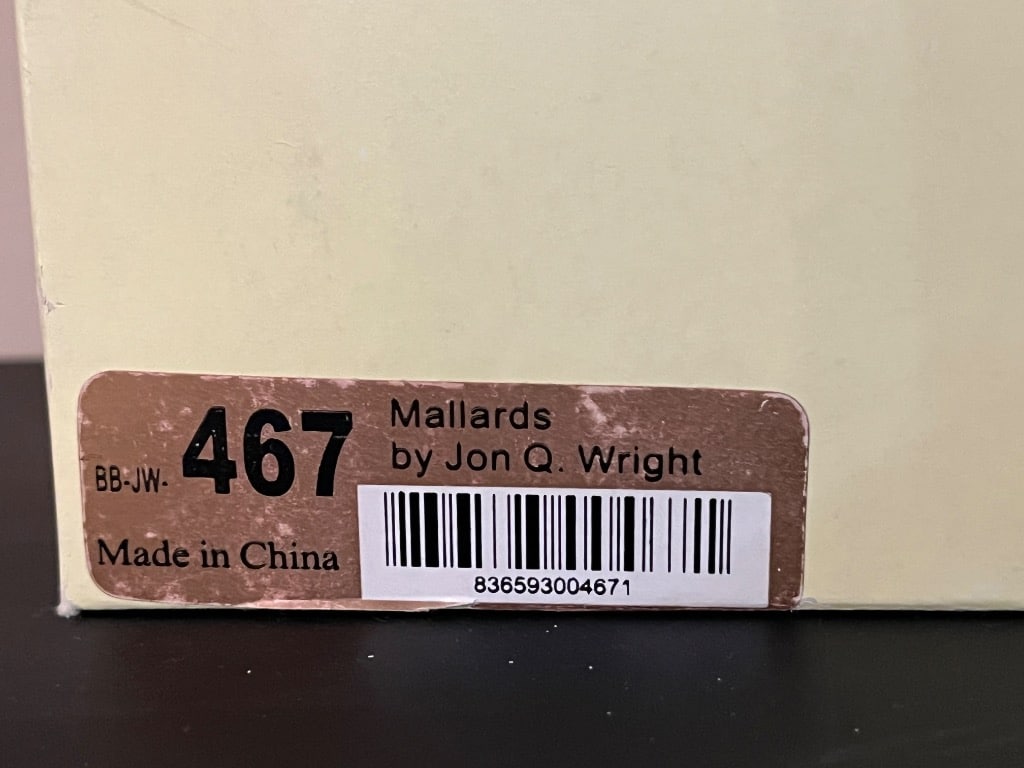 BB-JW-467
Mallards
by Jon Q. Wright
Made in China
836593004671